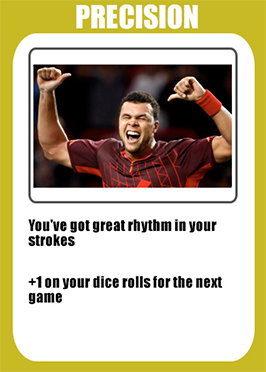 PRECISION
You've got great rhythm in your
strokes
+1 on your dice rolls for the next
game